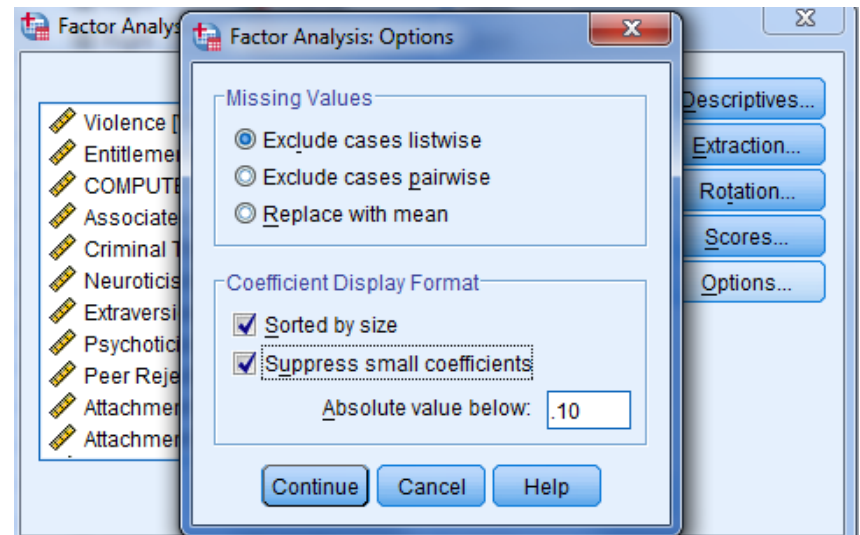 Factor Analys
Factor Analysis: Options
Missing Values
Exclude cases listwise
Exclude cases pairwise
Replace with mean
Coefficient Display Format
Sorted by size
Suppress small coefficients
Absolute value below: .10
Continue Cancel Help
Violence [
Entitlemer
COMPUTE
Associate
Criminal T
Neuroticis
Extraversi
Psychotici
Peer Reje
Attachmer
Attachmer
Descriptives...
Extraction...
Rotation...
Scores...
Options...